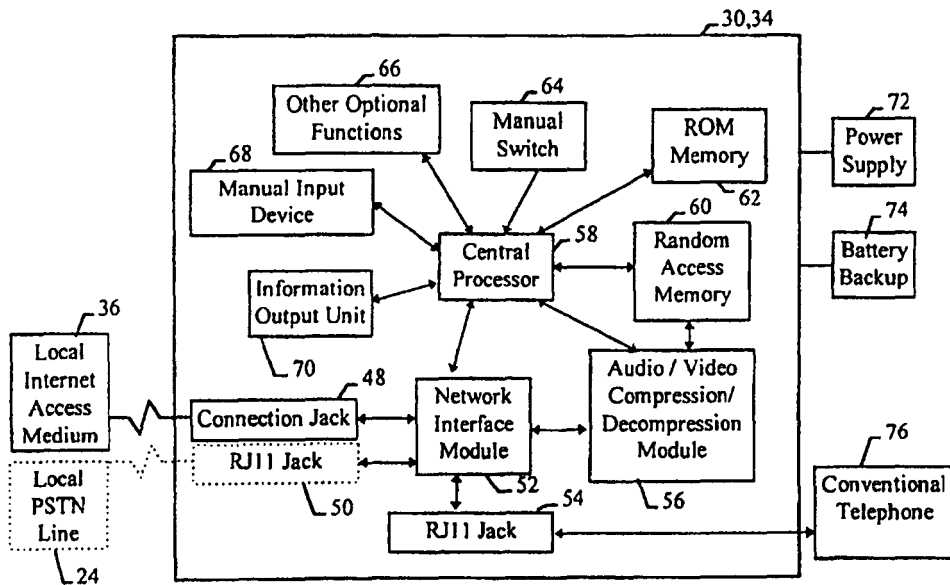 30,34
66
Other Optional
Functions
64
Manual
Switch
ROM
Memory
62
72
Power
Supply
68
Manual Input
Device
60
Random
Access
Memory
58
Central
Processor
74
Battery
Backup
Information
Output Unit
70
36
Local
Internet
Access
Medium
48
Connection Jack
RJ11 Jack
50
Network
Interface
Module
52
Audio / Video
Compression/
Decompression
Module
56
54
RJ11 Jack
76
Conventional
Telephone
Local
PSTN
Line
24